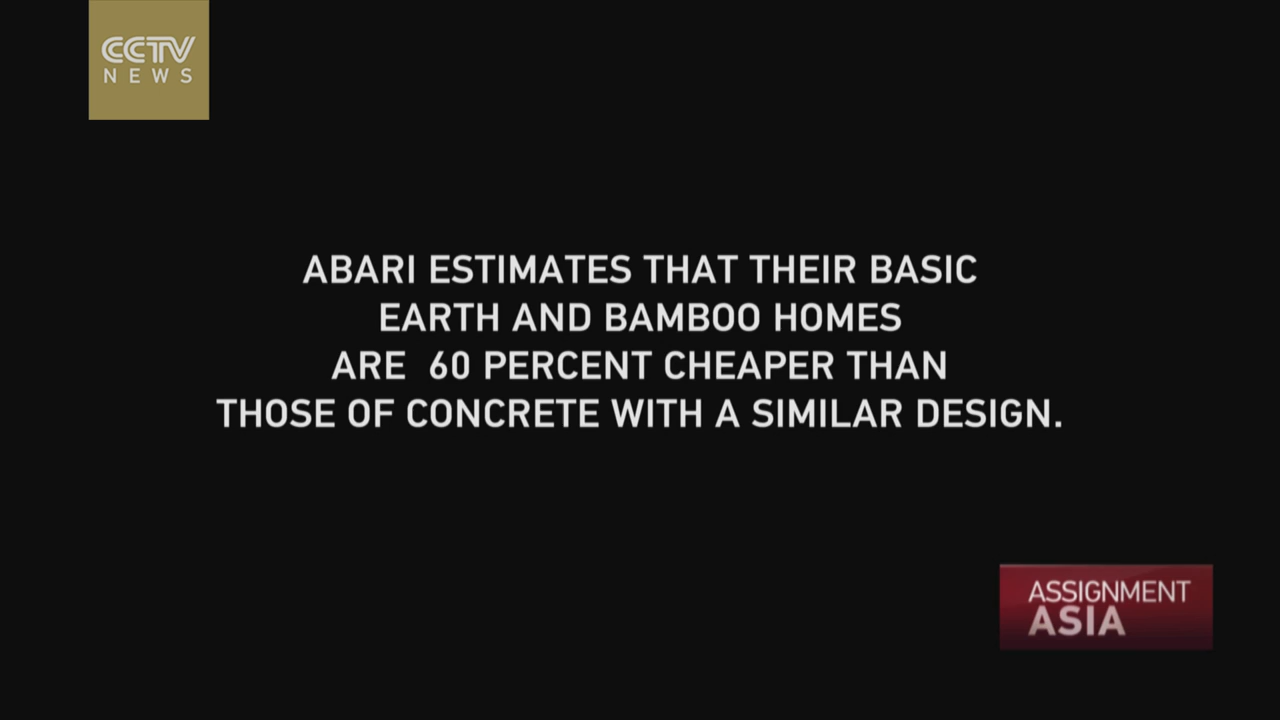 CCTV
NEWS
ABARI ESTIMATES THAT THEIR BASIC
EARTH AND BAMBOO HOMES
ARE  60 PERCENT CHEAPER THAN
THOSE OF CONCRETE WITH A SIMILAR DESIGN.
ASSIGNMENT
ASIA